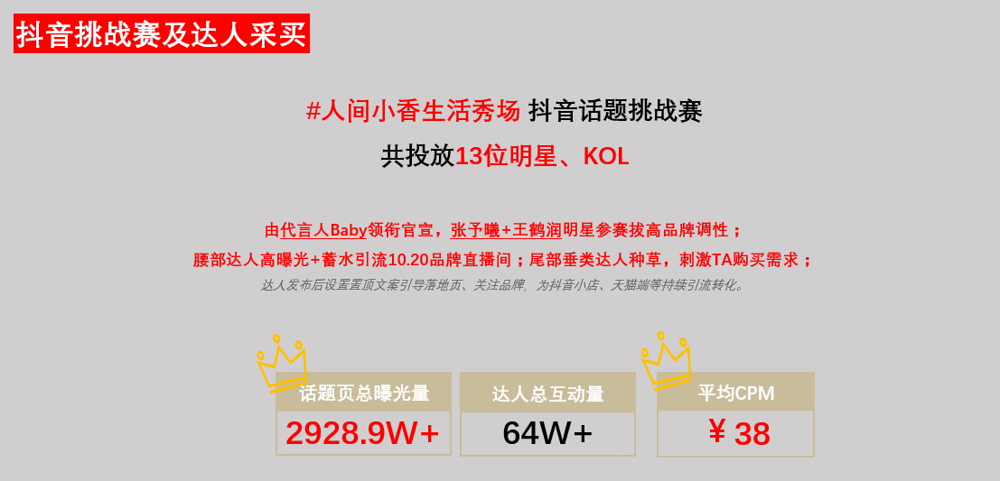 抖音挑战赛及达人采买
#人间小香生活秀场 抖音话题挑战赛
共投放13位明星、KOL
由代言人Baby领衔官宣，张予曦+王鹤润明星参赛拔高品牌调性；
腰部达人高曝光+蓄水引流10.20品牌直播间；尾部垂类达人种草，刺激TA购买需求；
达人发布后设置置顶文案引导落地页、关注品牌，为抖音小店、天猫端等持续引流转化。
话题页总曝光量
2928.9W+
达人总互动量
64W+
平均CPM
¥ 38